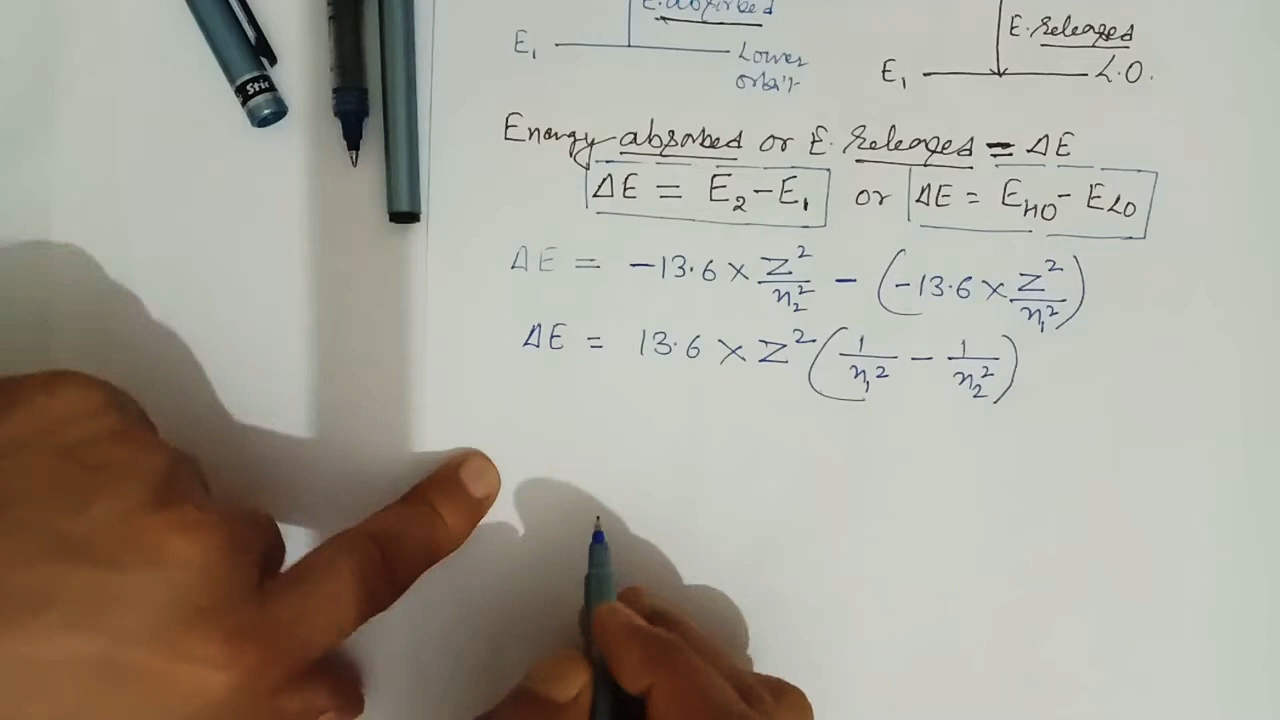 E. absorbed
E. releases
E₁ Lower orbit
E₁ L.O.
Energy absorbed or E. releases = ΔE
ΔE = E₂ - E₁ or ΔE = E_HO - E_LO
ΔE = -13.6 × Z²/n₂² - (-13.6 × Z²/n₁²)
ΔE = 13.6 × Z² (1/n₁² - 1/n₂²)